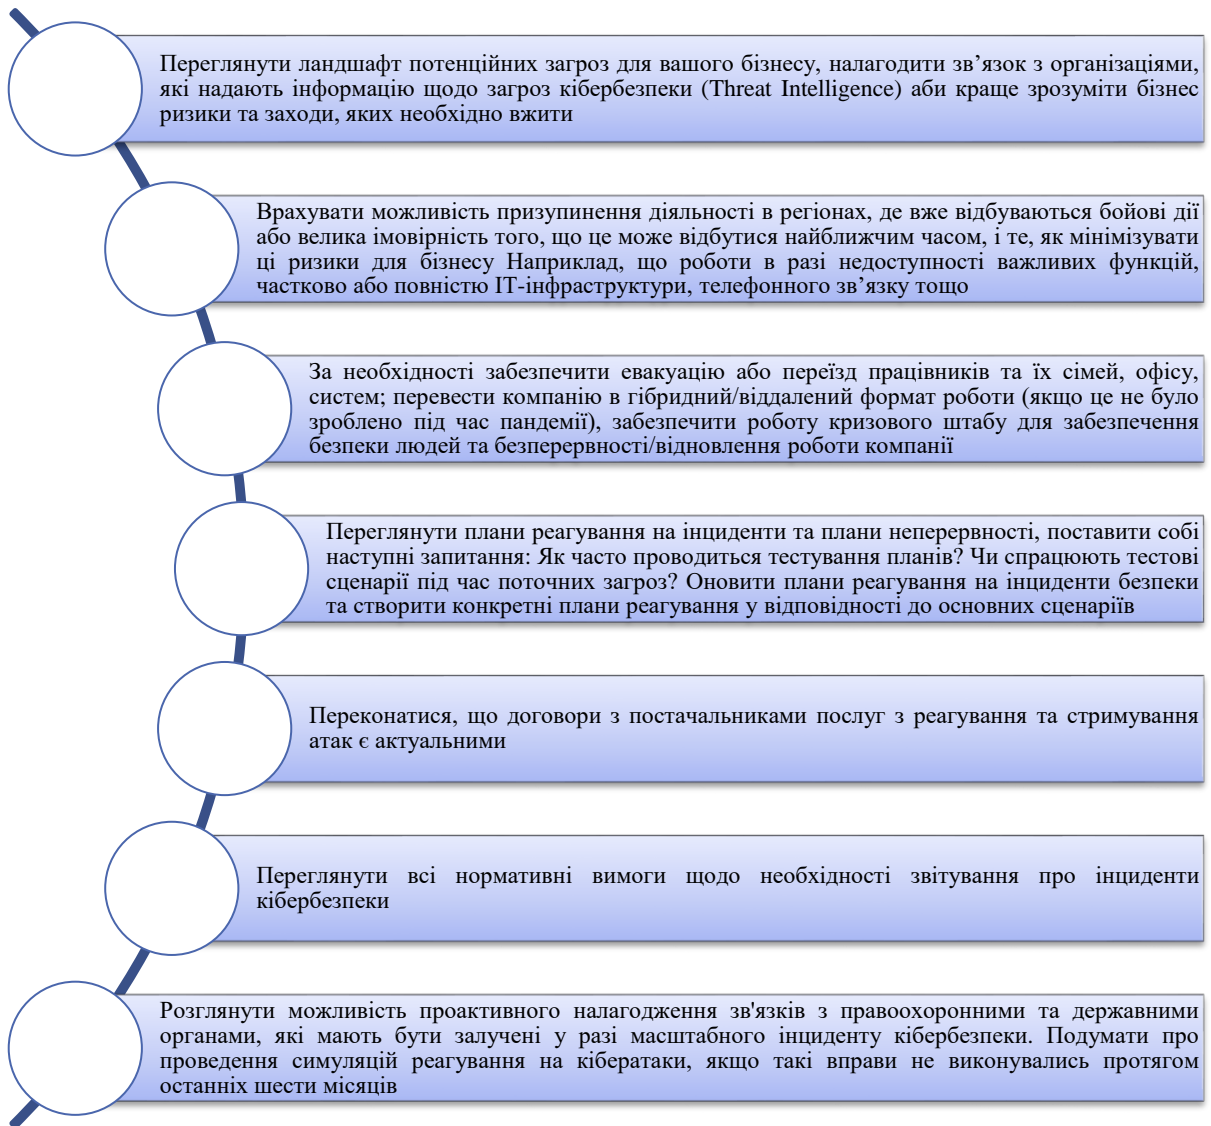 Переглянути ландшафт потенційних загроз для вашого бізнесу, налагодити зв’язок з організаціями,
які надають інформацію щодо загроз кібербезпеки (Threat Intelligence) аби краще зрозуміти бізнес
ризики та заходи, яких необхідно вжити
Врахувати можливість призупинення діяльності в регіонах, де вже відбуваються бойові дії
або велика імовірність того, що це може відбутися найближчим часом, і те, як мінімізувати
ці ризики для бізнесу Наприклад, що роботи в разі недоступності важливих функцій,
частково або повністю ІТ-інфраструктури, телефонного зв’язку тощо
За необхідності забезпечити евакуацію або переїзд працівників та їх сімей, офісу,
систем; перевести компанію в гібридний/віддалений формат роботи (якщо це не було
зроблено під час пандемії), забезпечити роботу кризового штабу для забезпечення
безпеки людей та безперервності/відновлення роботи компанії
Переглянути плани реагування на інциденти та плани неперервності, поставити собі
наступні запитання: Як часто проводиться тестування планів? Чи спрацюють тестові
сценарії під час поточних загроз? Оновити плани реагування на інциденти безпеки
та створити конкретні плани реагування у відповідності до основних сценаріїв
Переконатися, що договори з постачальниками послуг з реагування та стримування
атак є актуальними
Переглянути всі нормативні вимоги щодо необхідності звітування про інциденти
кібербезпеки
Розглянути можливість проактивного налагодження зв'язків з правоохоронними та державними
органами, які мають бути залучені у разі масштабного інциденту кібербезпеки. Подумати про
проведення симуляцій реагування на кібератаки, якщо такі вправи не виконувались протягом
останніх шести місяців